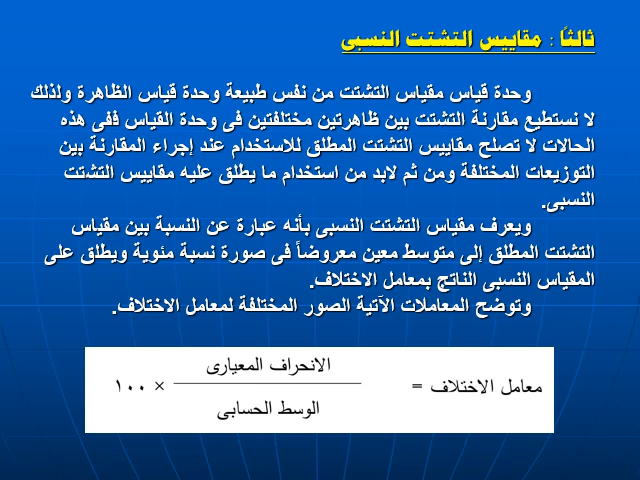 ثالثاً : مقاييس التشتت النسبى
وحدة قياس مقياس التشتت من نفس طبيعة وحدة قياس الظاهرة ولذلك
لا نستطيع مقارنة التشتت بين ظاهرتين مختلفتين فى وحدة القياس ففى هذه
الحالات لا تصلح مقاييس التشتت المطلق للاستخدام عند إجراء المقارنة بين
التوزيعات المختلفة ومن ثم لابد من استخدام ما يطلق عليه مقاييس التشتت
النسبى.
ويعرف مقياس التشتت النسبى بأنه عبارة عن النسبة بين مقياس
التشتت المطلق إلى متوسط معين معروضاً فى صورة نسبة مئوية ويطلق على
المقياس النسبى الناتج بمعامل الاختلاف.
وتوضح المعاملات الآتية الصور المختلفة لمعامل الاختلاف.
الانحراف المعيارى
معامل الاختلاف = × ١٠٠
الوسط الحسابى